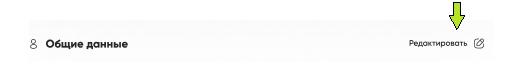 Общие данные Редактировать